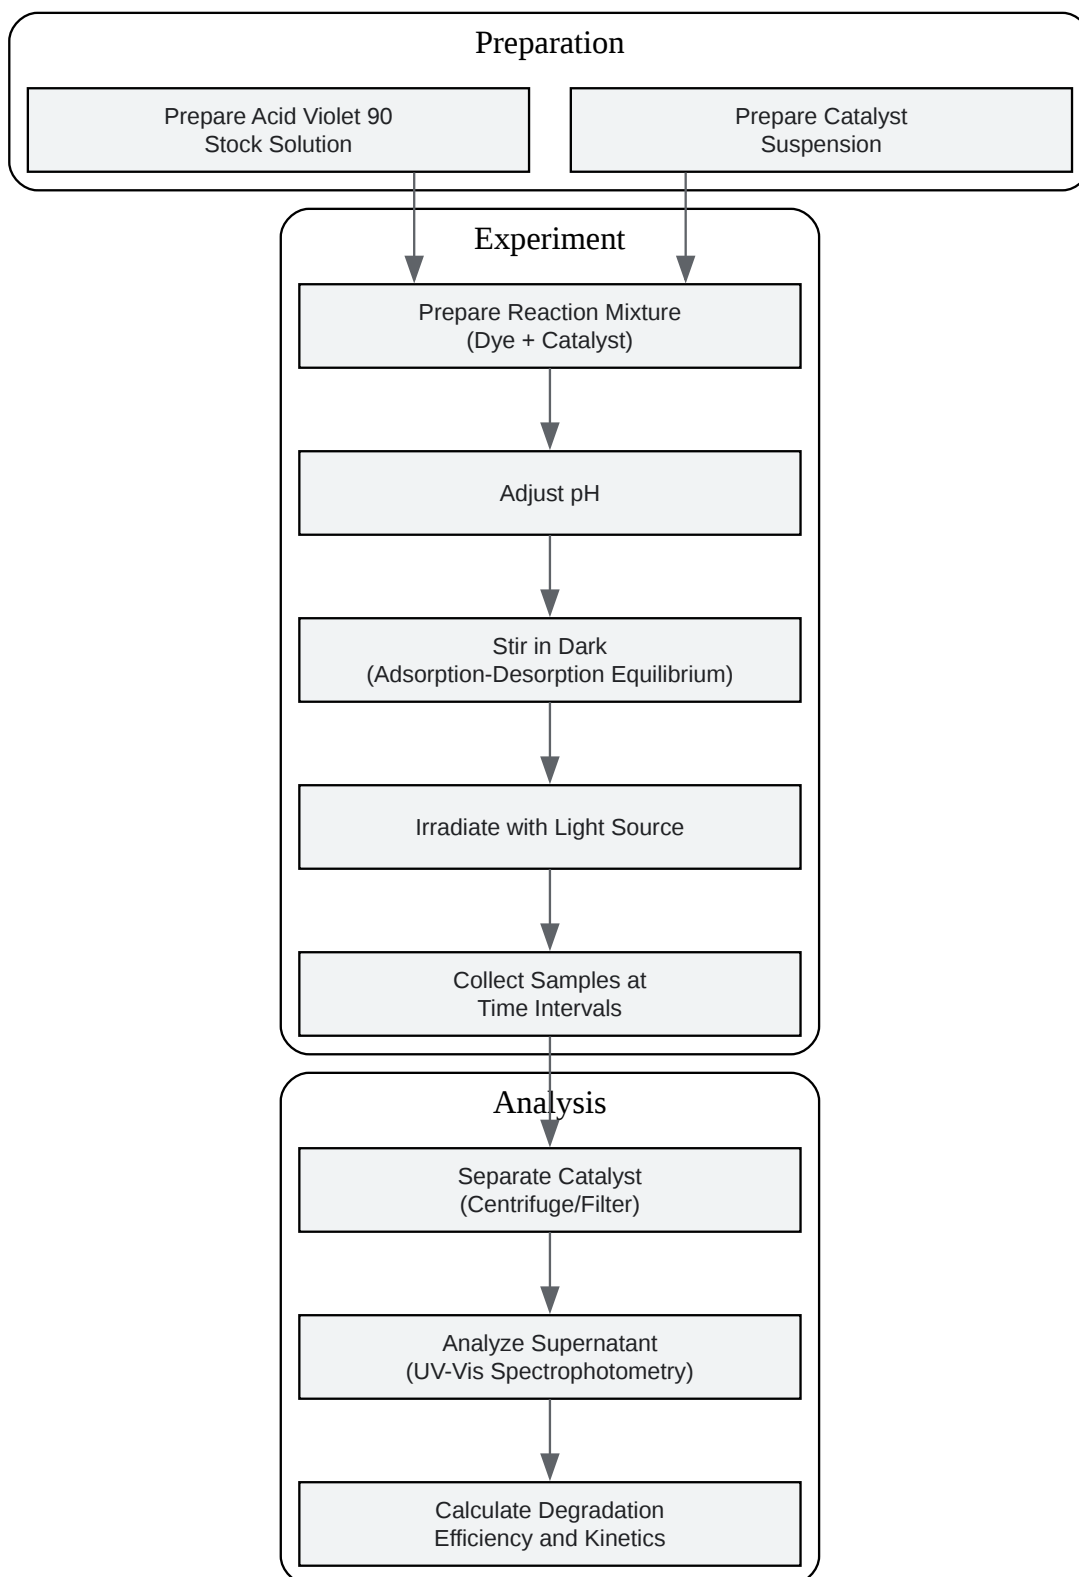 Preparation
Prepare Acid Violet 90
Stock Solution
Prepare Catalyst
Suspension
Experiment
Prepare Reaction Mixture
(Dye + Catalyst)
Adjust pH
Stir in Dark
(Adsorption-Desorption Equilibrium)
Irradiate with Light Source
Collect Samples at
Time Intervals
Analysis
Separate Catalyst
(Centrifuge/Filter)
Analyze Supernatant
(UV-Vis Spectrophotometry)
Calculate Degradation
Efficiency and Kinetics